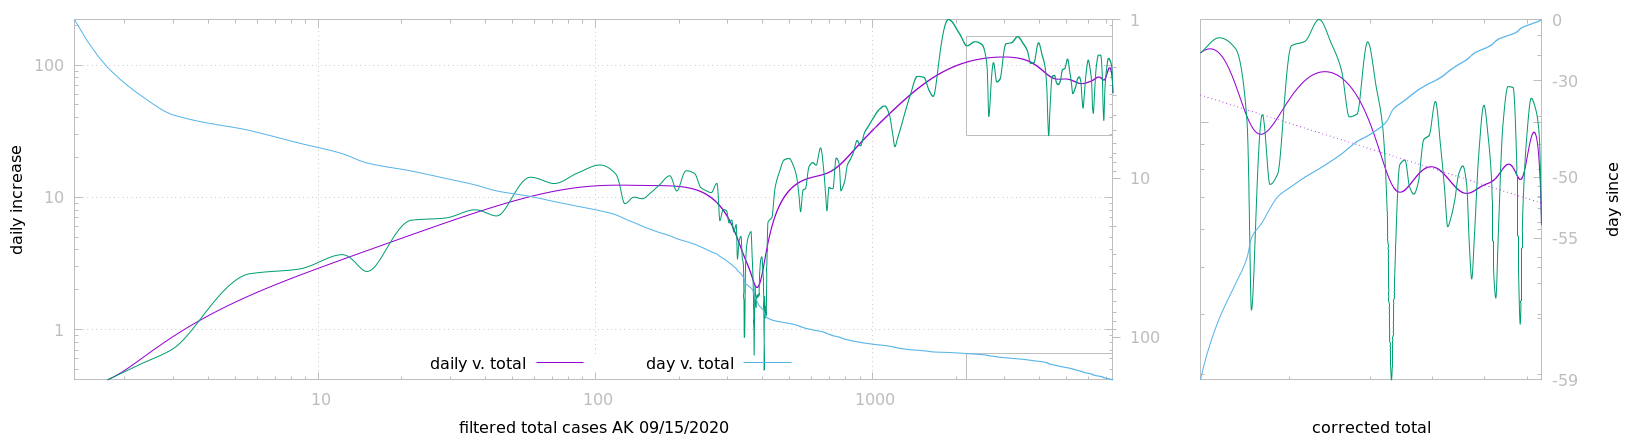 daily increase
100
10
1
10
100
1000
1
10
100
daily v. total
day v. total
filtered total cases AK 09/15/2020
0
-30
-50
-55
-59
day since
corrected total